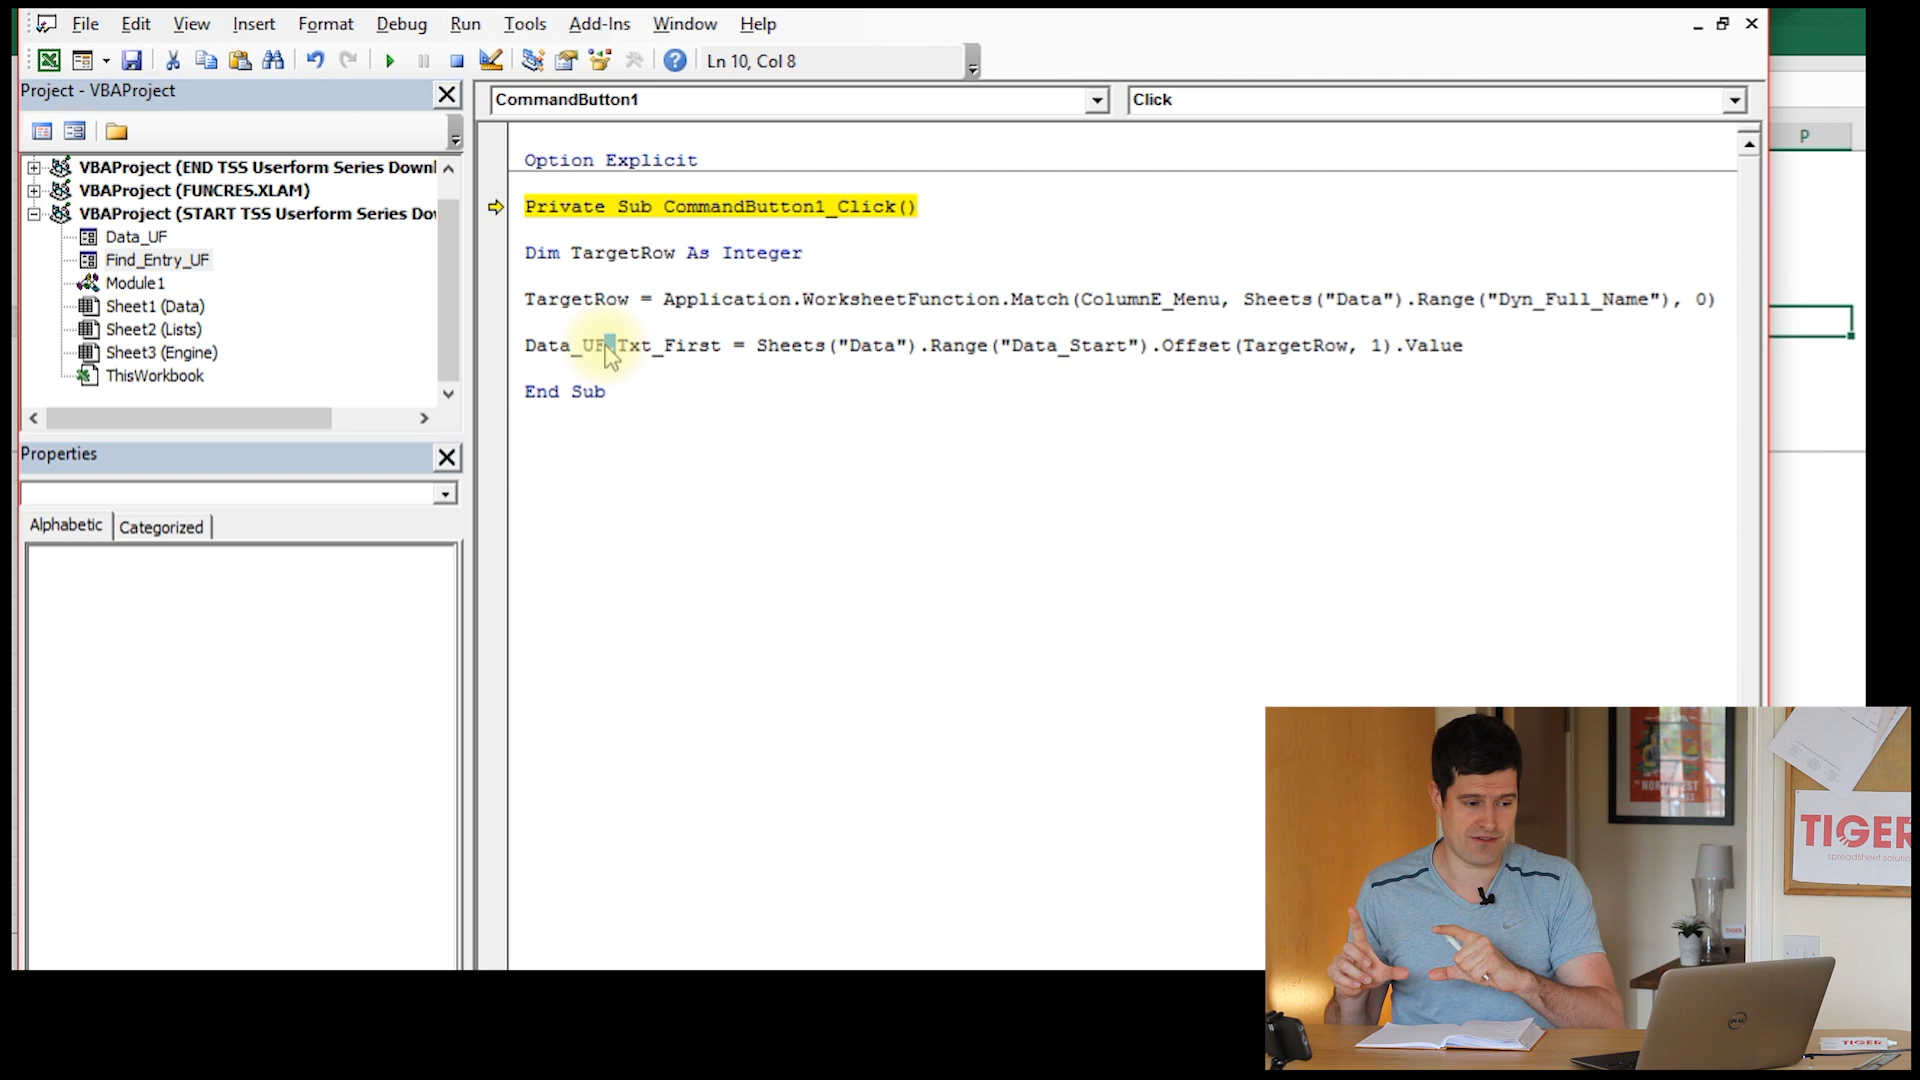 File Edit View Insert Format Debug Run Tools Add-Ins Window Help
Ln 10, Col 8
Project - VBAProject
CommandButton1
Click
P
VBAProject (END TSS Userform Series Downl
VBAProject (FUNCRES.XLAM)
VBAProject (START TSS Userform Series Do
Data_UF
Find_Entry_UF
Module1
Sheet1 (Data)
Sheet2 (Lists)
Sheet3 (Engine)
ThisWorkbook
Properties
Alphabetic Categorized
Option Explicit
Private Sub CommandButton1_Click()
Dim TargetRow As Integer
TargetRow = Application.WorksheetFunction.Match(ColumnE_Menu, Sheets("Data").Range("Dyn_Full_Name"), 0)
Data_UF.Txt_First = Sheets("Data").Range("Data_Start").Offset(TargetRow, 1).Value
End Sub
TIGER
spreadsheet solutio
DELL
TIGER